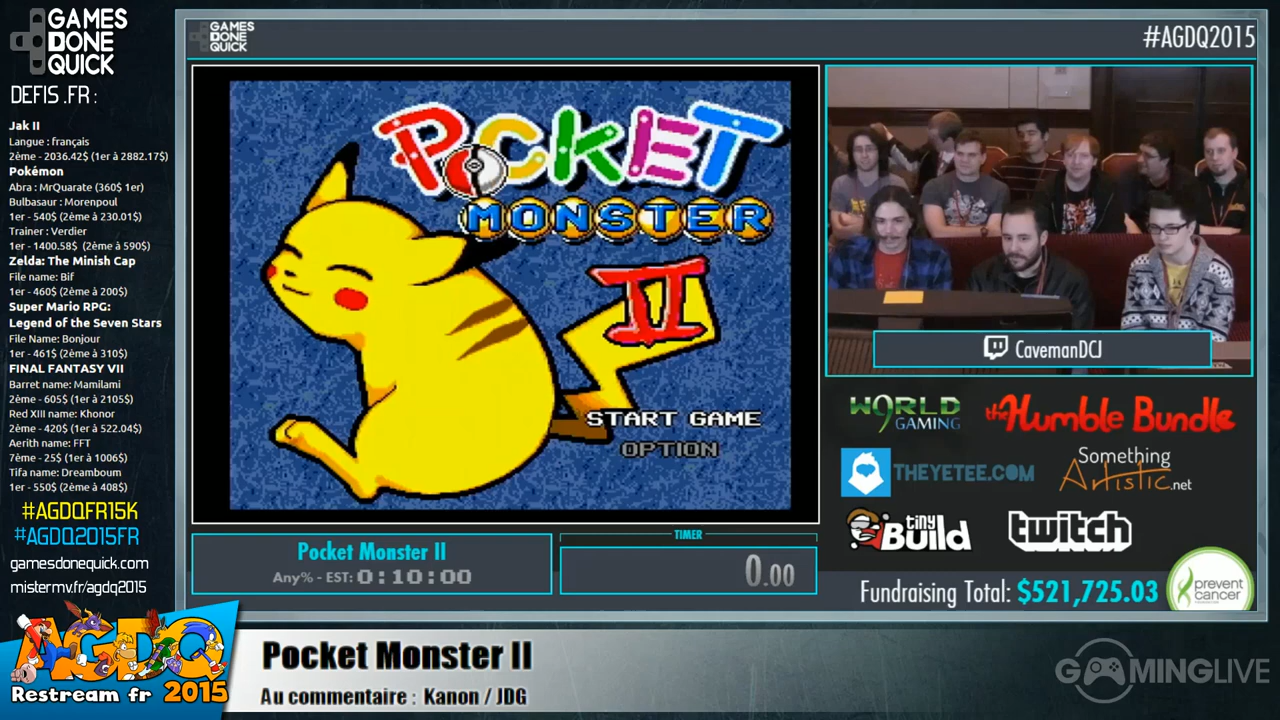 GAMES
DONE
QUICK
DEFIS .FR :
Jak II
Langue : français
2ème - 2036.42$ (1er à 2882.17$)
Pokémon
Abra : MrQuarate (360$ 1er)
Bulbasaur : Morenpoul
1er - 540$ (2ème à 230.01$)
Trainer : Verdier
1er - 1400.58$ (2ème à 590$)
Zelda: The Minish Cap
File name: Bif
1er - 460$ (2ème à 200$)
Super Mario RPG:
Legend of the Seven Stars
File Name: Bonjour
1er - 461$ (2ème à 310$)
FINAL FANTASY VII
Barret name: Mamilami
2ème - 605$ (1er à 2105$)
Red XIII name: Khonor
2ème - 420$ (1er à 522.04$)
Aerith name: FFT
7ème - 25$ (1er à 1006$)
Tifa name: Dreamboum
1er - 550$ (2ème à 408$)
#AGDQFR15K
#AGDQ2015FR
gamesdonequick.com
mistermv.fr/agdq2015
AGDQ
Restream fr 2015
GAMES
DONE
QUICK
#AGDQ2015
POCKET
MONSTER
II
START GAME
OPTION
CavemanDCJ
Pocket Monster II
Any% - EST: 0:10:00
TIMER
0.00
WORLD
GAMING
the Humble Bundle
THEYETEE.COM
Something
Artistic.net
tiny
Build
twitch
Fundraising Total: $521,725.03
prevent
cancer
Pocket Monster II
Au commentaire : Kanon / JDG
GAMINGLIVE